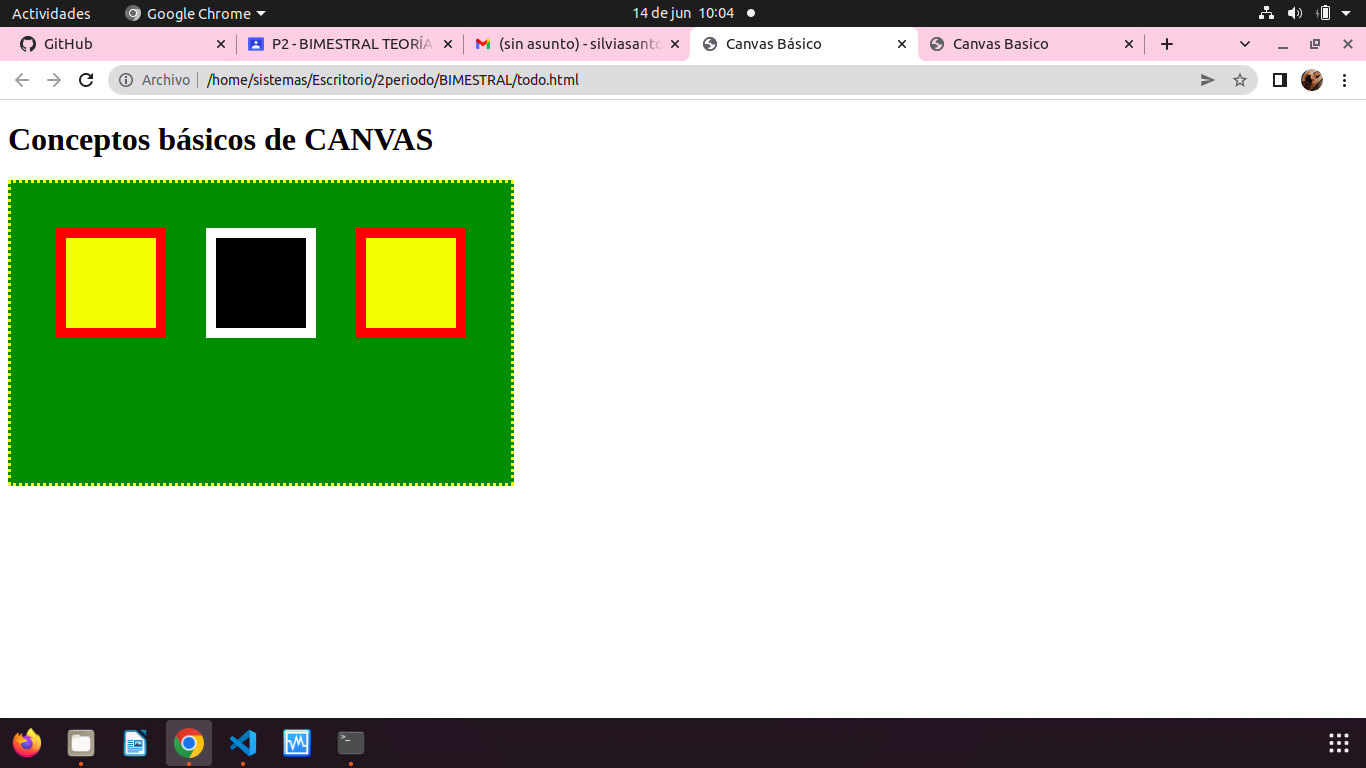 Actividades
Google Chrome
14 de jun 10:04
GitHub
P2 - BIMESTRAL TEORÍA
(sin asunto) - silviasanto
Canvas Básico
Canvas Basico
Archivo
/home/sistemas/Escritorio/2periodo/BIMESTRAL/todo.html
Conceptos básicos de CANVAS